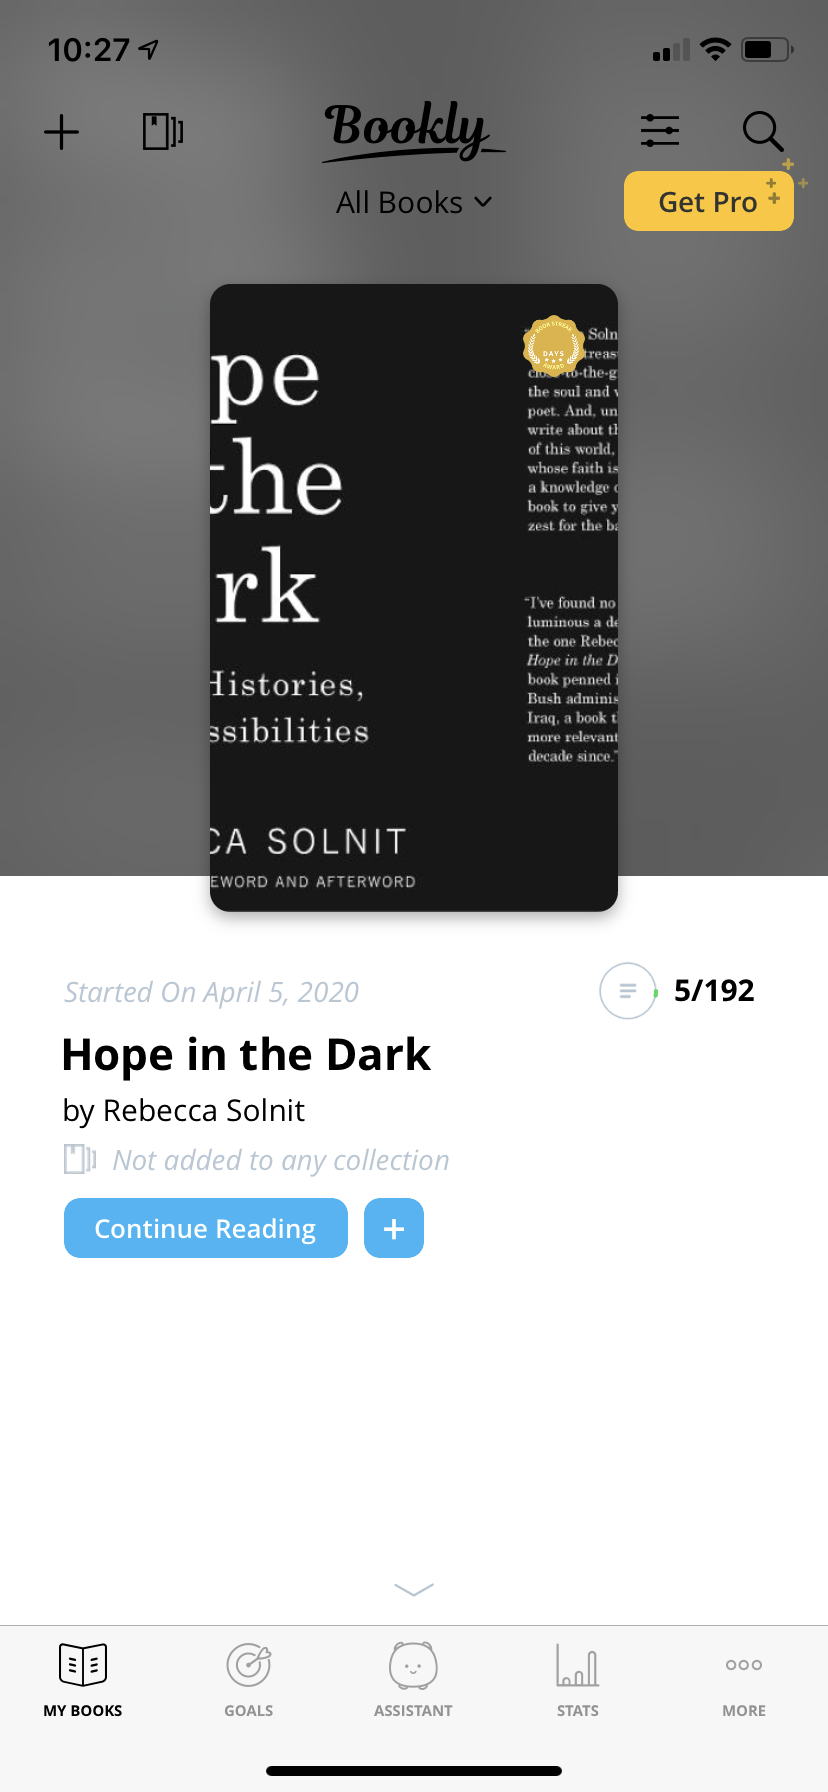 10:27
Bookly
All Books
Get Pro
pe
the
rk
Histories,
ssibilities
CA SOLNIT
EWORD AND AFTERWORD
BOOK STREAK
DAYS
AWARD
Soln
treas
to-the-g
the soul and
poet. And, un
write about th
of this world,
whose faith is
a knowledge
book to give y
zest for the ba
“I’ve found no
luminous a de
the one Rebec
Hope in the D
book penned i
Bush adminis
Iraq, a book t
more relevant
decade since.”
Started On April 5, 2020
5/192
Hope in the Dark
by Rebecca Solnit
Not added to any collection
Continue Reading
+
MY BOOKS
GOALS
ASSISTANT
STATS
MORE